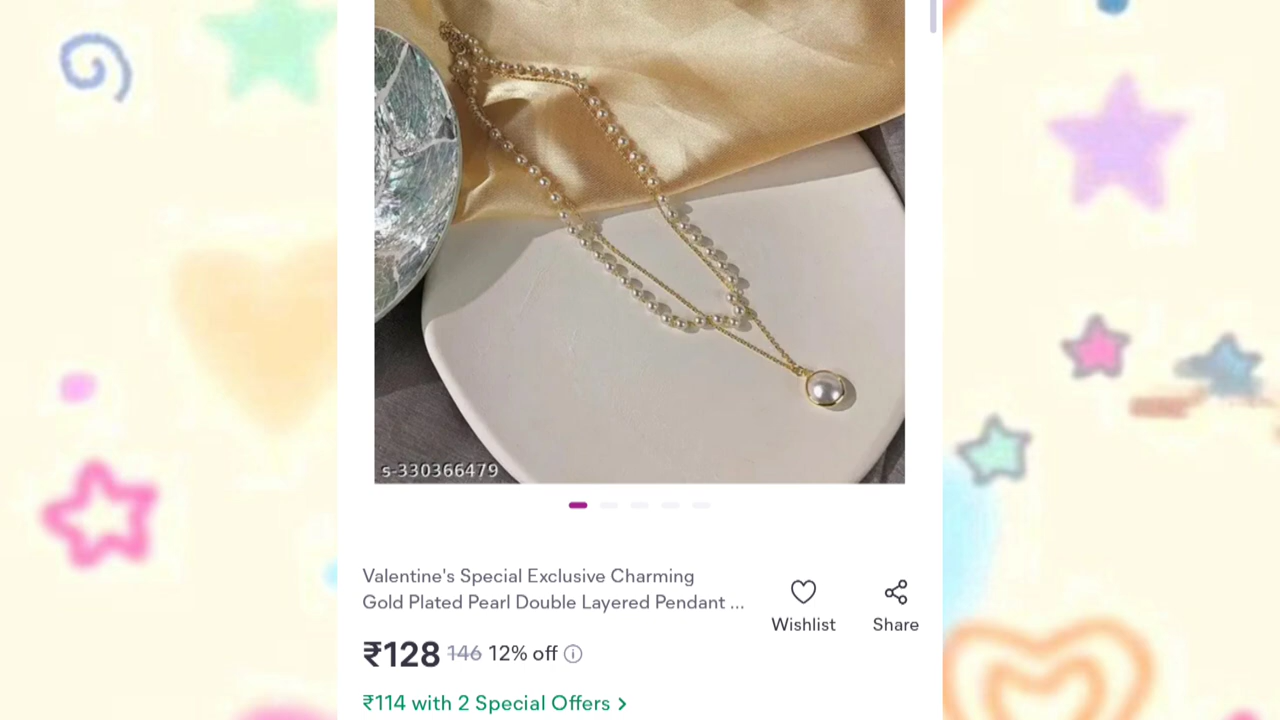 s-330366479
Valentine's Special Exclusive Charming
Gold Plated Pearl Double Layered Pendant ...
Wishlist
Share
₹128 146 12% off
₹114 with 2 Special Offers